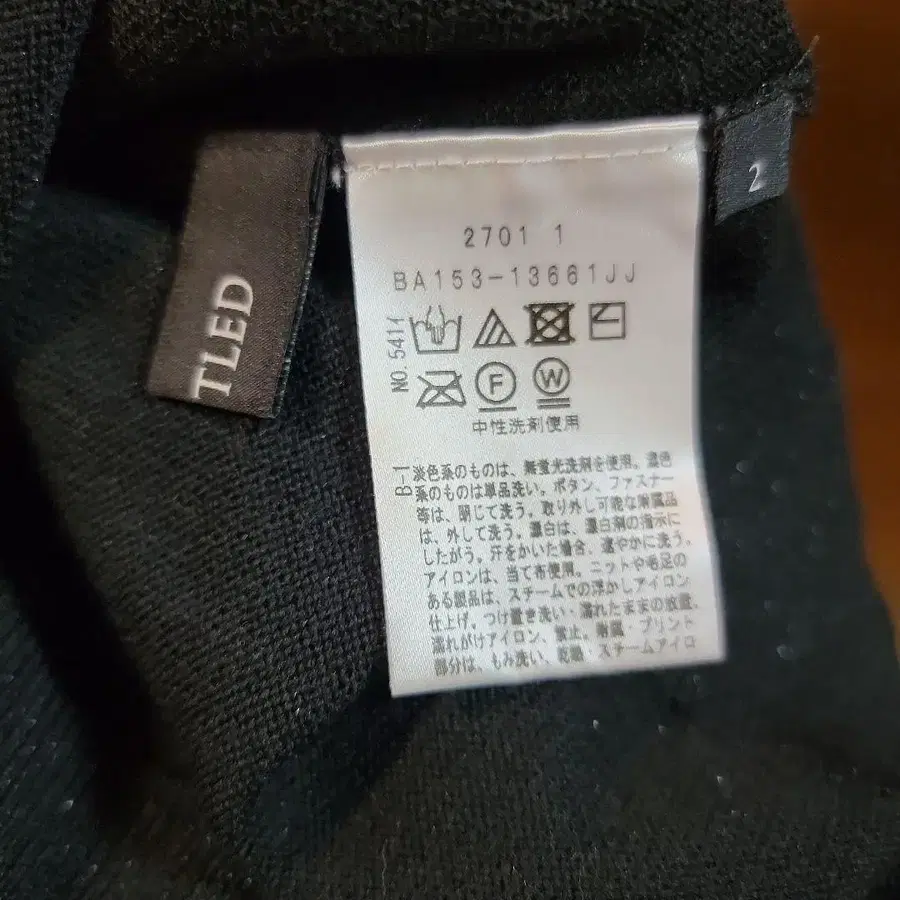 TLED
2
2701 1
BA153-13661JJ
NO. 5411
F
W
中性洗剤使用
B-1
淡色系のものは、無蛍光洗剤を使用。濃色
系のものは単品洗い。ボタン、ファスナー
等は、閉じて洗う。取り外し可能な附属品
は、外して洗う。漂白は、漂白剤の指示に
したがう。汗をかいた場合、速やかに洗う。
アイロンは、当て布使用。ニットや毛足の
ある製品は、スチームでの浮かしアイロン
仕上げ。つけ置き洗い・濡れたままの放置、
濡れがけアイロン、禁止。附属・プリント
部分は、もみ洗い、乾燥・スチームアイロ